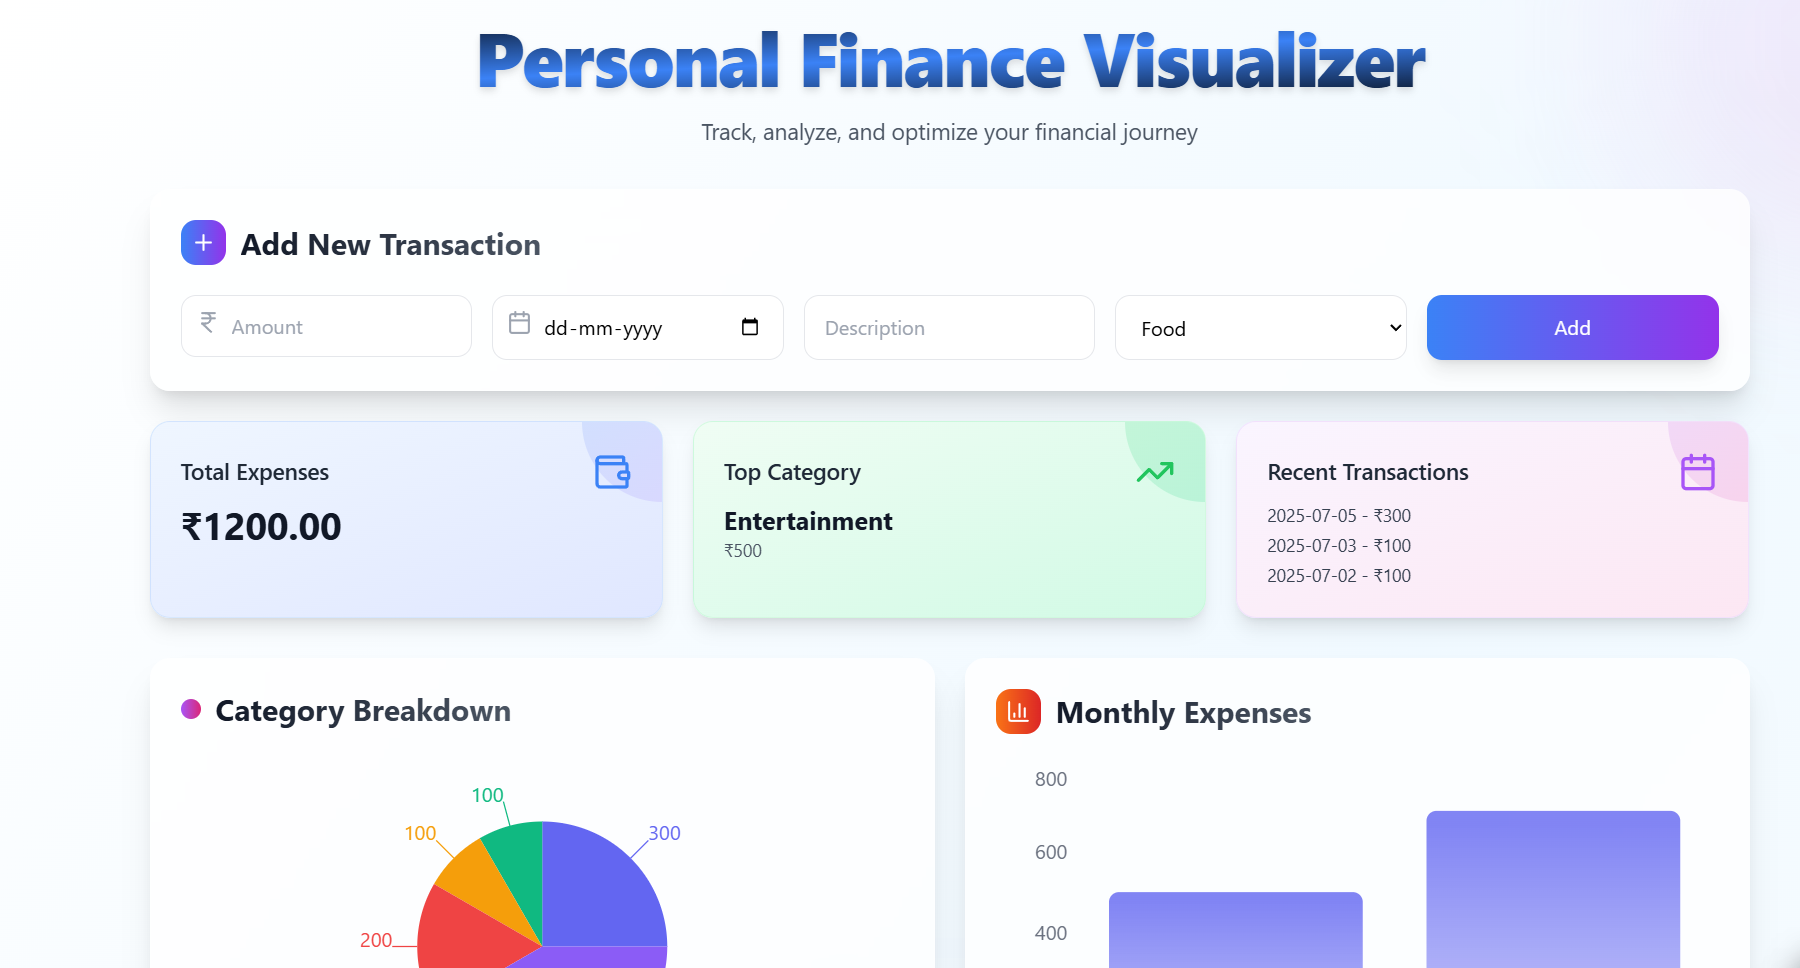 Personal Finance Visualizer
Track, analyze, and optimize your financial journey
Add New Transaction
₹ Amount
dd-mm-yyyy
Description
Food
Add
Total Expenses
₹1200.00
Top Category
Entertainment
₹500
Recent Transactions
2025-07-05 - ₹300
2025-07-03 - ₹100
2025-07-02 - ₹100
Category Breakdown
100
100
300
200
Monthly Expenses
800
600
400